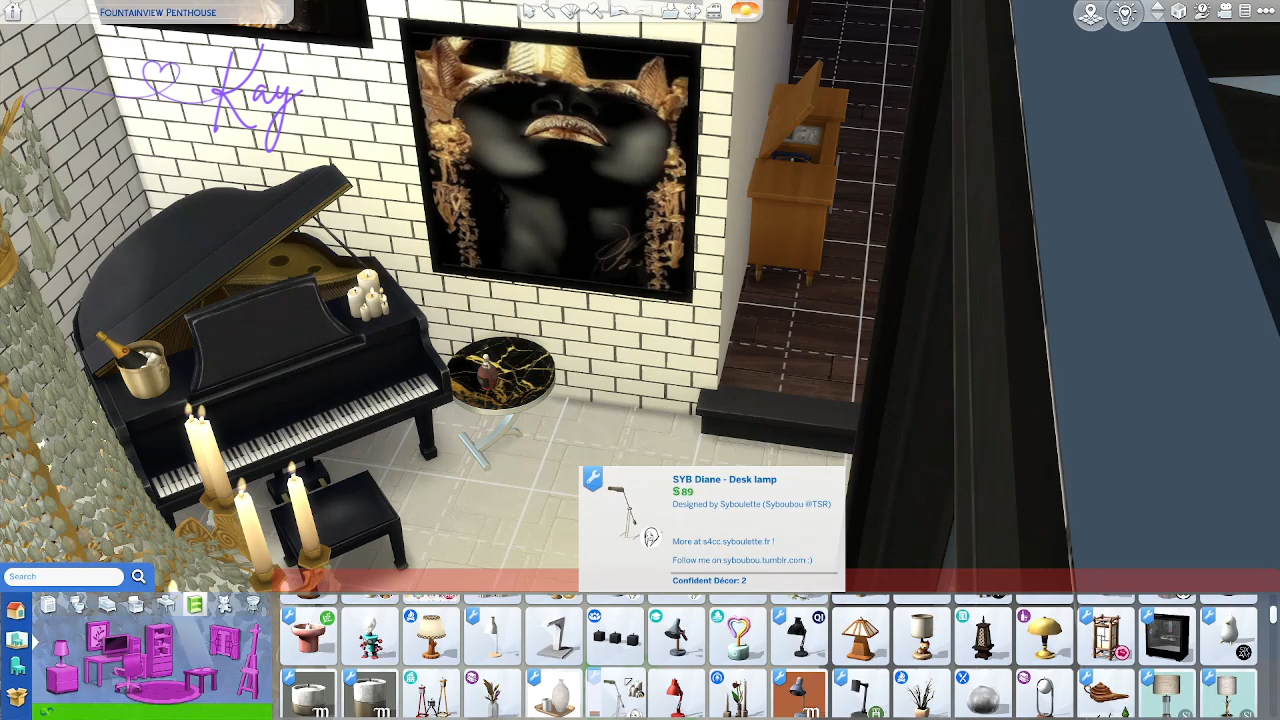 Fountainview Penthouse
Kay
SYB Diane - Desk lamp
§89
Designed by Syboulette (Syboubou @TSR)
More at s4cc.syboulette.fr !
Follow me on syboubou.tumblr.com :)
Confident Décor: 2
Search